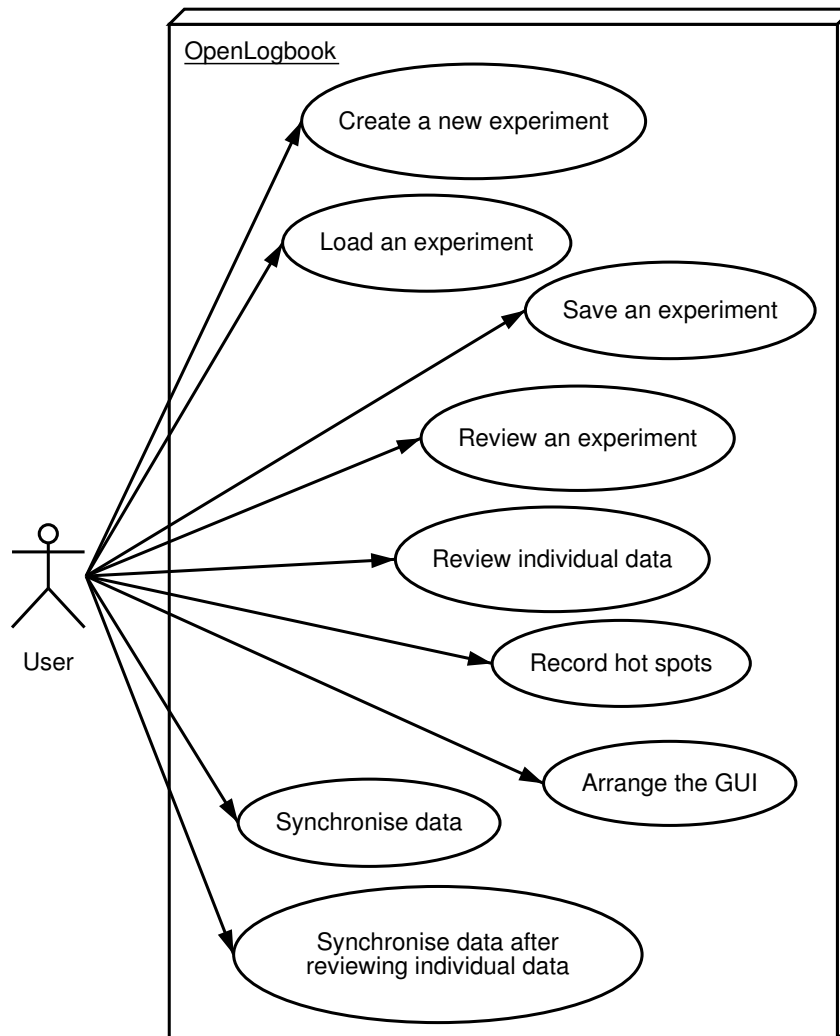 OpenLogbook
Create a new experiment
Load an experiment
Save an experiment
Review an experiment
Review individual data
User
Record hot spots
Arrange the GUI
Synchronise data
Synchronise data after
reviewing individual data